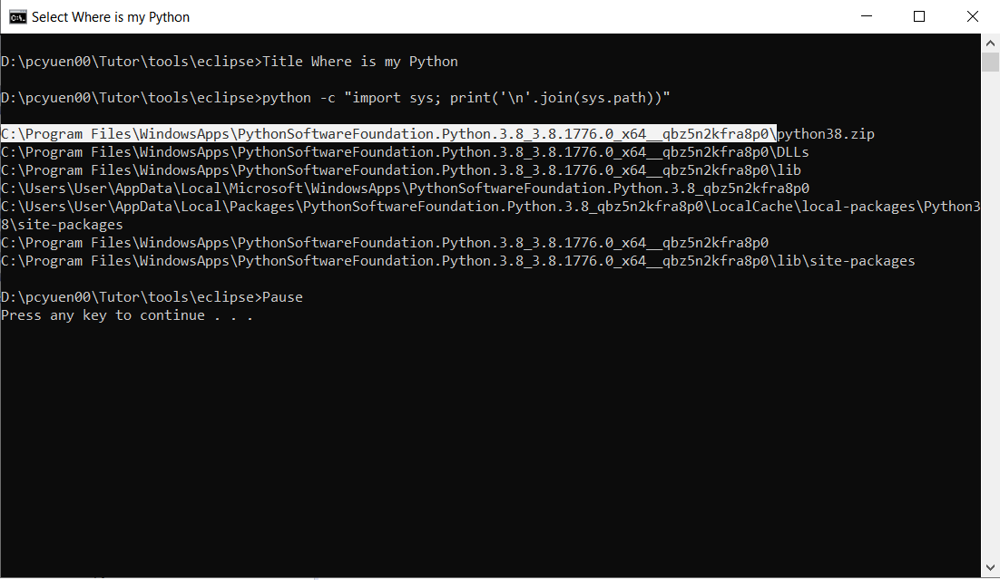 Select Where is my Python
D:\pcyuen00\Tutor\tools\eclipse>Title Where is my Python
D:\pcyuen00\Tutor\tools\eclipse>python -c "import sys; print('\n'.join(sys.path))"
C:\Program Files\WindowsApps\PythonSoftwareFoundation.Python.3.8_3.8.1776.0_x64__qbz5n2kfra8p0\python38.zip
C:\Program Files\WindowsApps\PythonSoftwareFoundation.Python.3.8_3.8.1776.0_x64__qbz5n2kfra8p0\DLLs
C:\Program Files\WindowsApps\PythonSoftwareFoundation.Python.3.8_3.8.1776.0_x64__qbz5n2kfra8p0\lib
C:\Users\User\AppData\Local\Microsoft\WindowsApps\PythonSoftwareFoundation.Python.3.8_qbz5n2kfra8p0
C:\Users\User\AppData\Local\Packages\PythonSoftwareFoundation.Python.3.8_qbz5n2kfra8p0\LocalCache\local-packages\Python3
8\site-packages
C:\Program Files\WindowsApps\PythonSoftwareFoundation.Python.3.8_3.8.1776.0_x64__qbz5n2kfra8p0
C:\Program Files\WindowsApps\PythonSoftwareFoundation.Python.3.8_3.8.1776.0_x64__qbz5n2kfra8p0\lib\site-packages
D:\pcyuen00\Tutor\tools\eclipse>Pause
Press any key to continue . . .